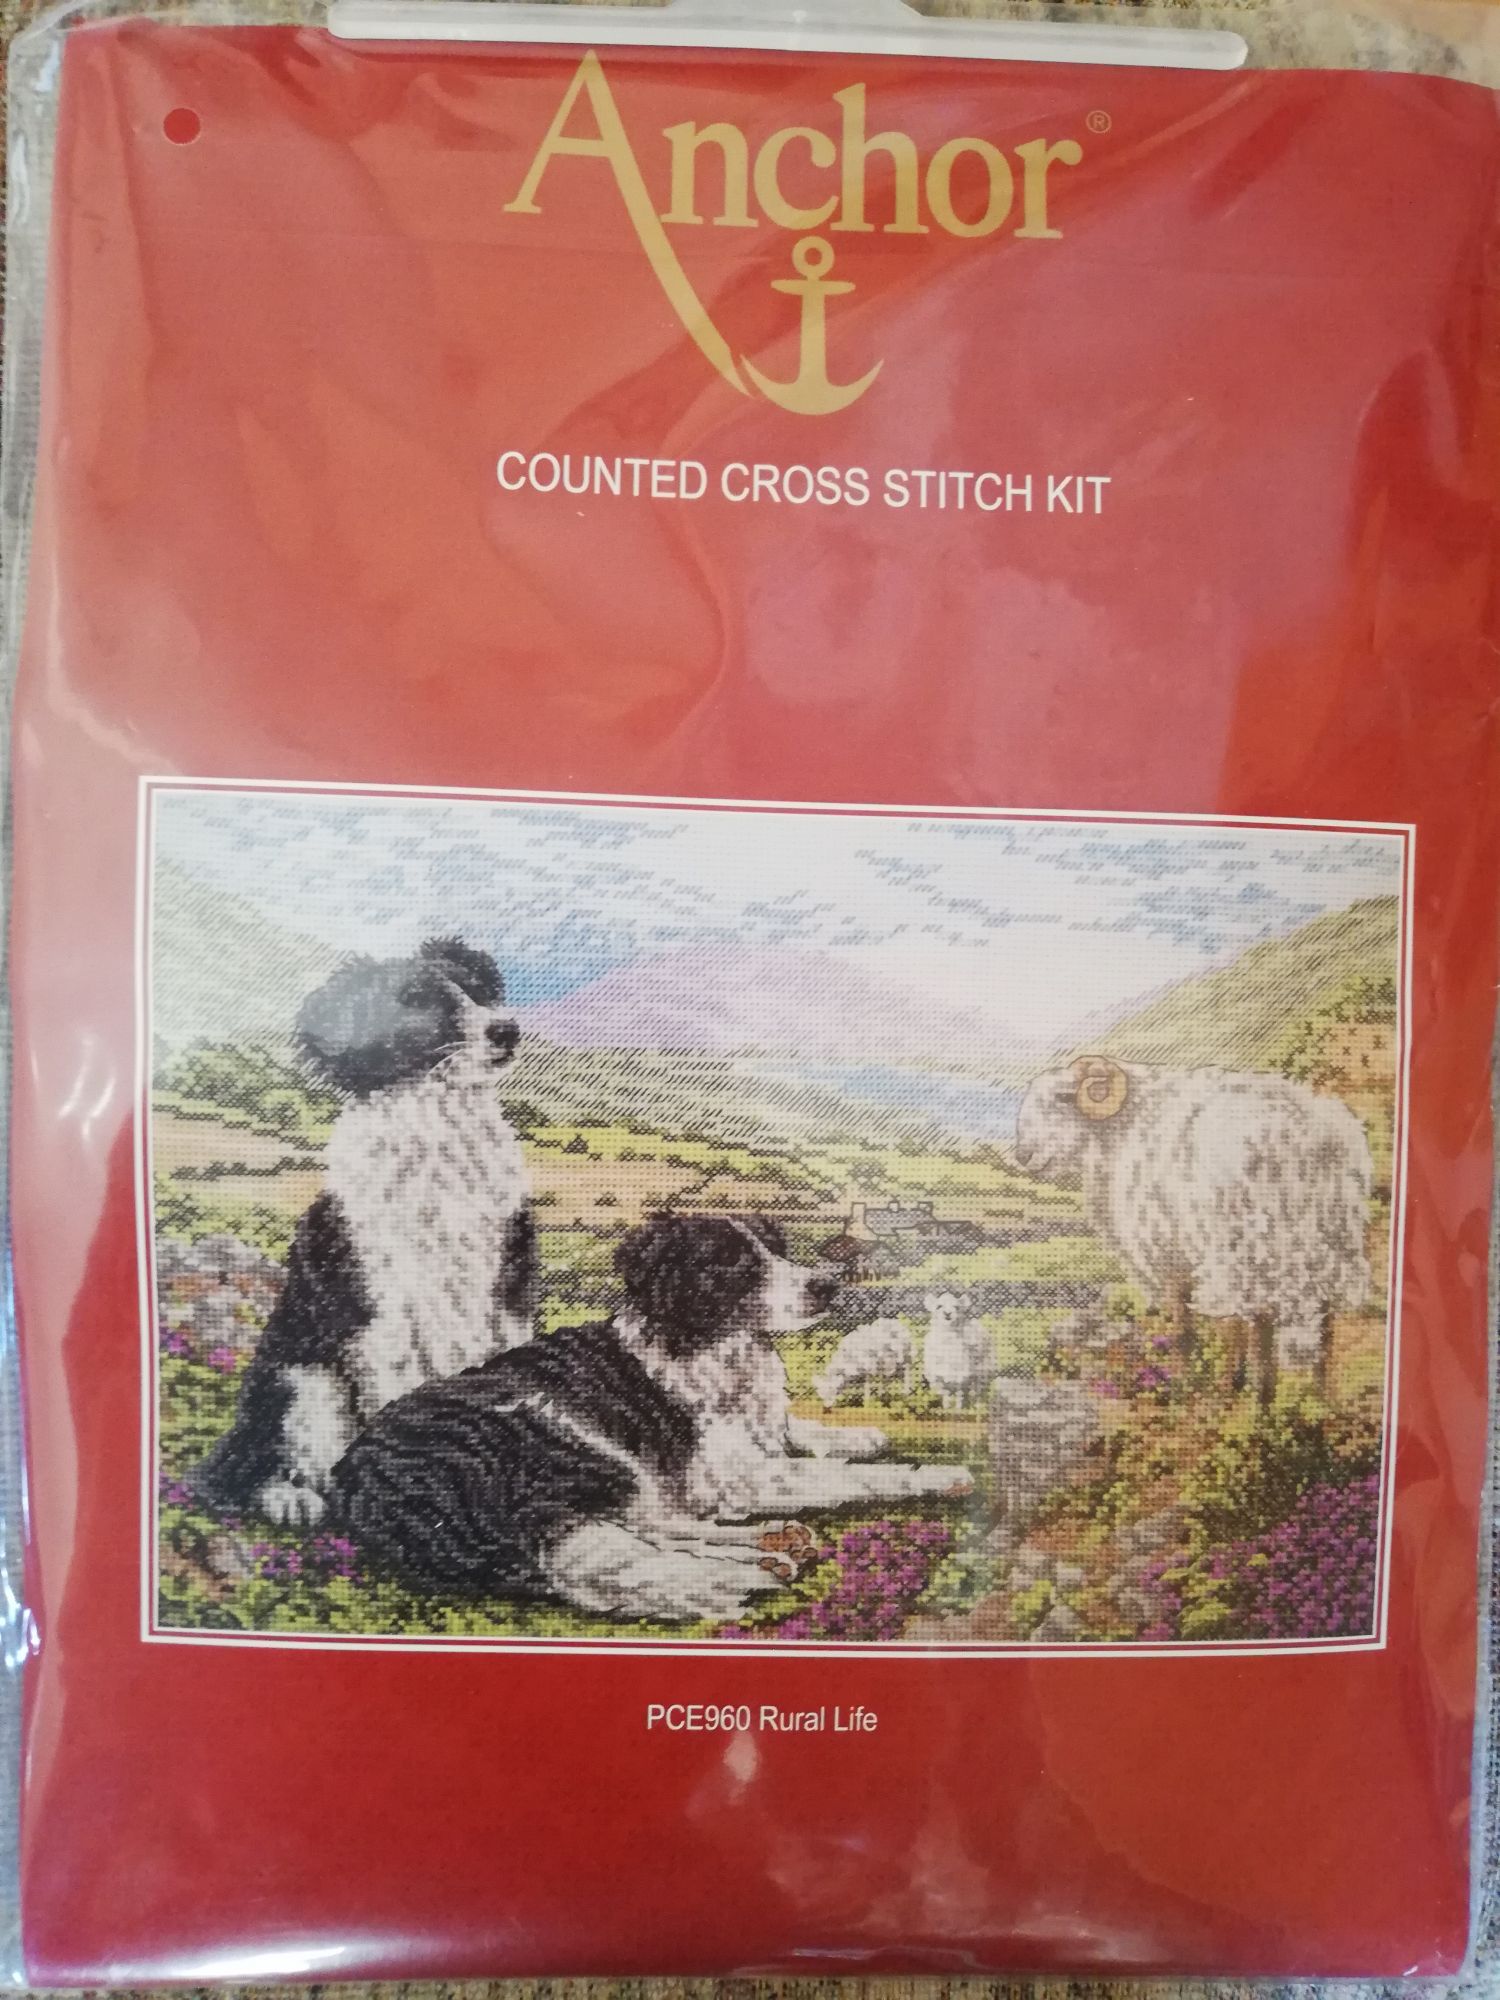 Anchor®
COUNTED CROSS STITCH KIT
PCE960 Rural Life